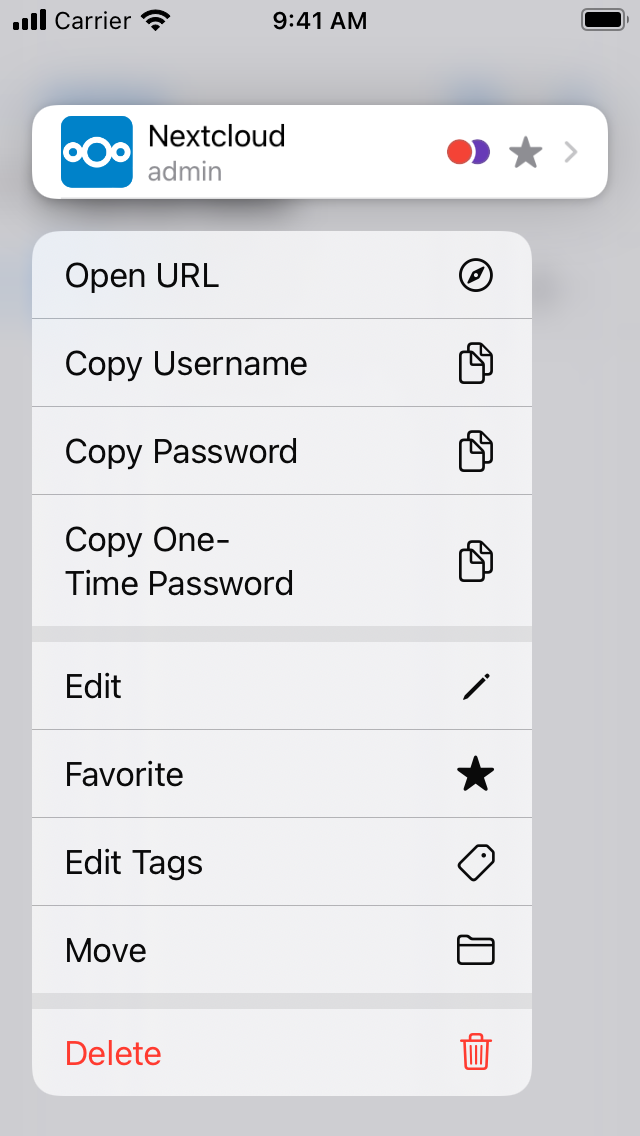 Carrier 9:41 AM
Nextcloud
admin
Open URL
Copy Username
Copy Password
Copy One-
Time Password
Edit
Favorite
Edit Tags
Move
Delete